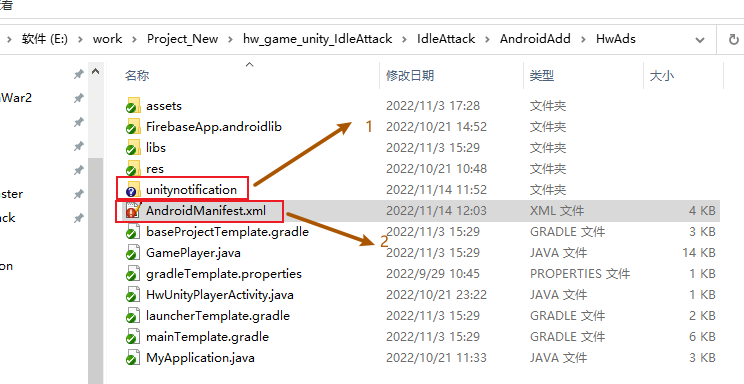 看
软件 (E:) › work › Project_New › hw_game_unity_IdleAttack › IdleAttack › AndroidAdd › HwAds
名称 修改日期 类型 大小
War2
ster
ck
on
assets 2022/11/3 17:28 文件夹
1
FirebaseApp.androidlib 2022/10/21 14:52 文件夹
libs 2022/11/3 15:29 文件夹
res 2022/10/21 10:48 文件夹
unitynotification 2022/11/14 11:52 文件夹
AndroidManifest.xml 2022/11/14 12:03 XML 文件 4 KB
baseProjectTemplate.gradle 2022/11/3 15:29 GRADLE 文件 3 KB
2
GamePlayer.java 2022/11/3 15:29 JAVA 文件 14 KB
gradleTemplate.properties 2022/9/29 10:45 PROPERTIES 文件 1 KB
HwUnityPlayerActivity.java 2022/10/21 23:22 JAVA 文件 1 KB
launcherTemplate.gradle 2022/11/3 15:29 GRADLE 文件 2 KB
mainTemplate.gradle 2022/11/3 15:29 GRADLE 文件 6 KB
MyApplication.java 2022/10/21 11:33 JAVA 文件 1 KB